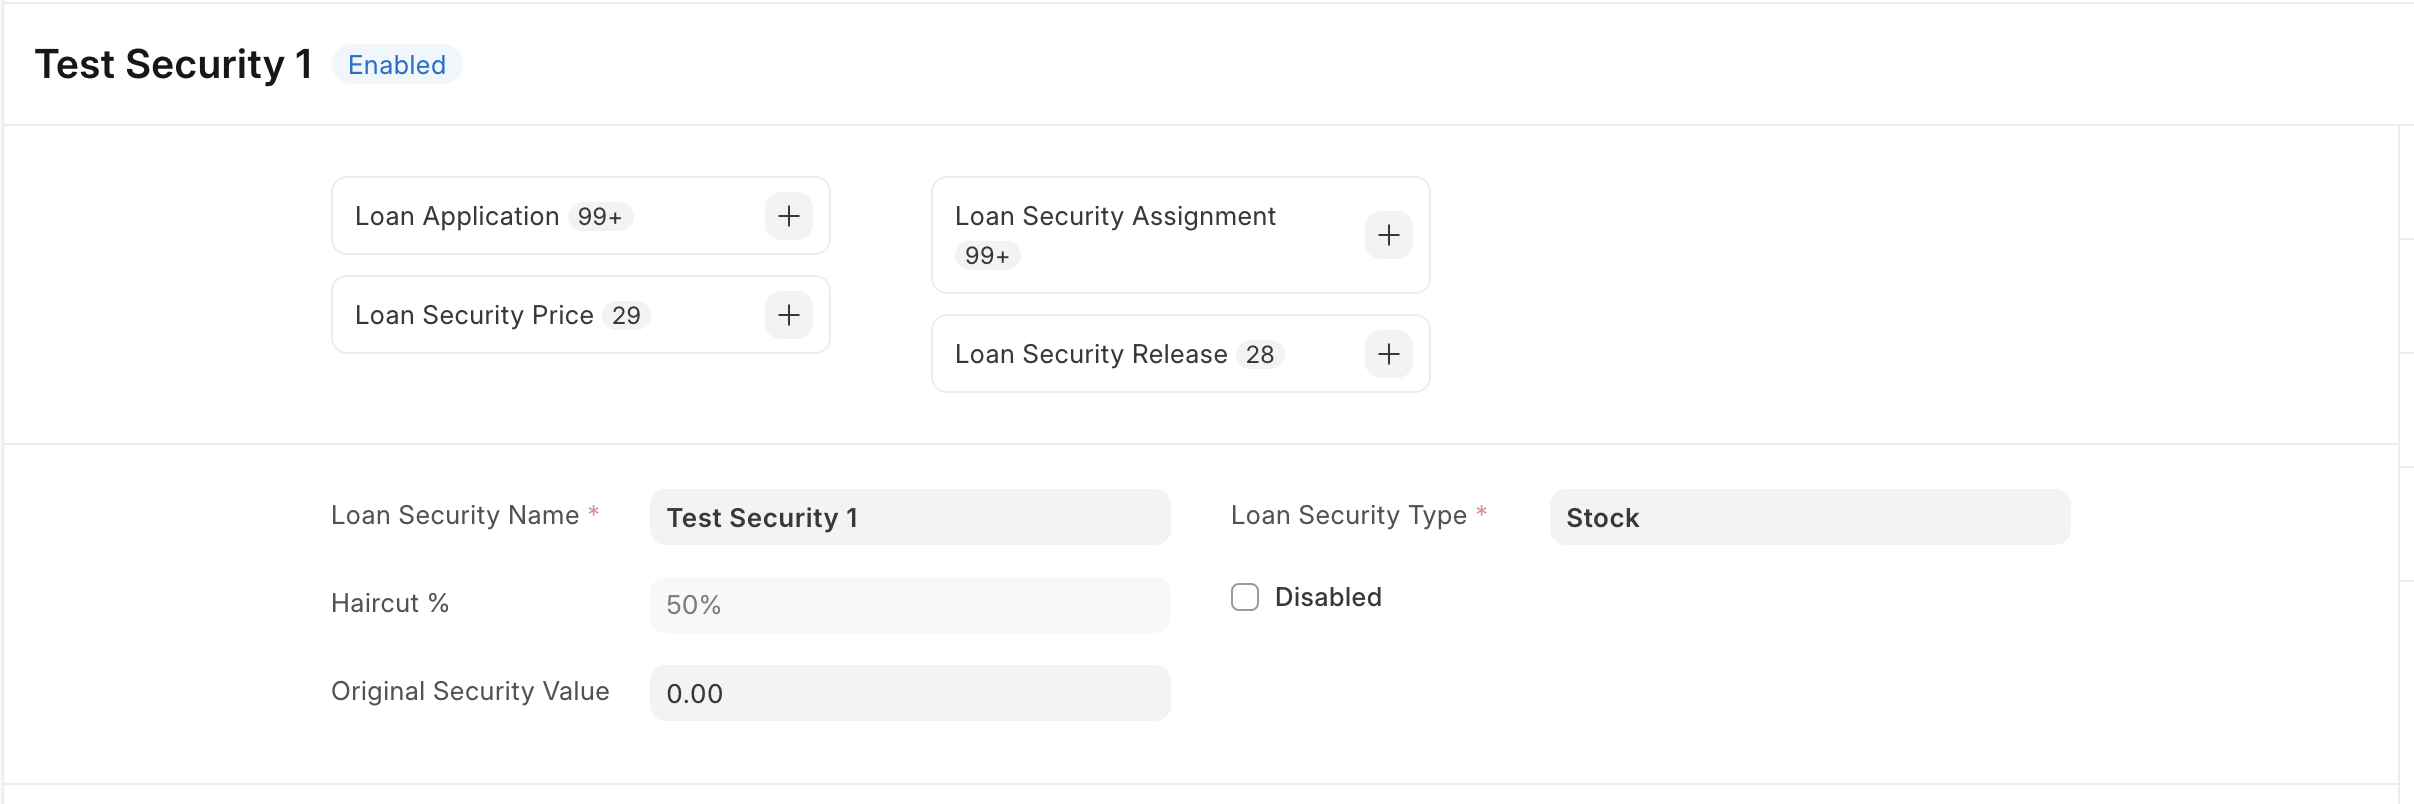 Test Security 1 Enabled
Loan Application 99+
Loan Security Price 29
Loan Security Assignment
99+
Loan Security Release 28
Loan Security Name * Test Security 1
Haircut % 50%
Original Security Value 0.00
Loan Security Type * Stock
Disabled